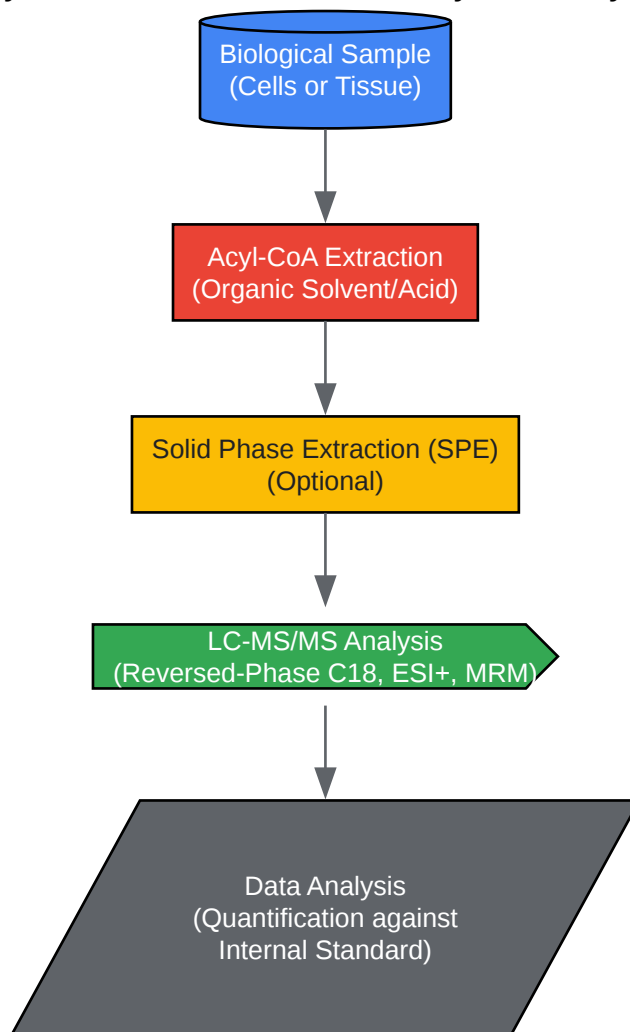 Biological Sample
(Cells or Tissue)
Acyl-CoA Extraction
(Organic Solvent/Acid)
Solid Phase Extraction (SPE)
(Optional)
LC-MS/MS Analysis
(Reversed-Phase C18, ESI+, MRM)
Data Analysis
(Quantification against
Internal Standard)